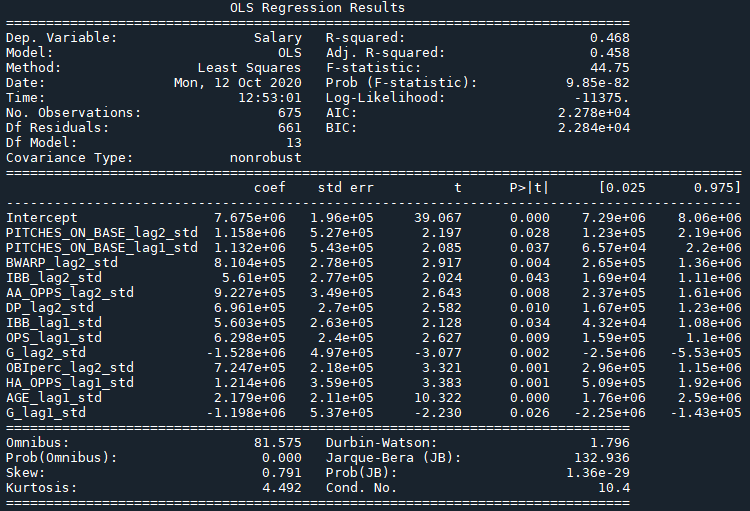 OLS Regression Results
==============================================================================
Dep. Variable: Salary R-squared: 0.468
Model: OLS Adj. R-squared: 0.458
Method: Least Squares F-statistic: 44.75
Date: Mon, 12 Oct 2020 Prob (F-statistic): 9.85e-82
Time: 12:53:01 Log-Likelihood: -11375.
No. Observations: 675 AIC: 2.278e+04
Df Residuals: 661 BIC: 2.284e+04
Df Model: 13
Covariance Type: nonrobust
============================================================================================
coef std err t P>|t| [0.025 0.975]
--------------------------------------------------------------------------------------------
Intercept 7.675e+06 1.96e+05 39.067 0.000 7.29e+06 8.06e+06
PITCHES_ON_BASE_lag2_std 1.158e+06 5.27e+05 2.197 0.028 1.23e+05 2.19e+06
PITCHES_ON_BASE_lag1_std 1.132e+06 5.43e+05 2.085 0.037 6.57e+04 2.2e+06
BWARP_lag2_std 8.104e+05 2.78e+05 2.917 0.004 2.65e+05 1.36e+06
IBB_lag2_std 5.61e+05 2.77e+05 2.024 0.043 1.69e+04 1.11e+06
AA_OPPS_lag2_std 9.227e+05 3.49e+05 2.643 0.008 2.37e+05 1.61e+06
DP_lag2_std 6.961e+05 2.7e+05 2.582 0.010 1.67e+05 1.23e+06
IBB_lag1_std 5.603e+05 2.63e+05 2.128 0.034 4.32e+04 1.08e+06
OPS_lag1_std 6.298e+05 2.4e+05 2.627 0.009 1.59e+05 1.1e+06
G_lag2_std -1.528e+06 4.97e+05 -3.077 0.002 -2.5e+06 -5.53e+05
OBIperc_lag2_std 7.247e+05 2.18e+05 3.321 0.001 2.96e+05 1.15e+06
HA_OPPS_lag1_std 1.214e+06 3.59e+05 3.383 0.001 5.09e+05 1.92e+06
AGE_lag1_std 2.179e+06 2.11e+05 10.322 0.000 1.76e+06 2.59e+06
G_lag1_std -1.198e+06 5.37e+05 -2.230 0.026 -2.25e+06 -1.43e+05
==============================================================================
Omnibus: 81.575 Durbin-Watson: 1.796
Prob(Omnibus): 0.000 Jarque-Bera (JB): 132.936
Skew: 0.791 Prob(JB): 1.36e-29
Kurtosis: 4.492 Cond. No. 10.4
==============================================================================